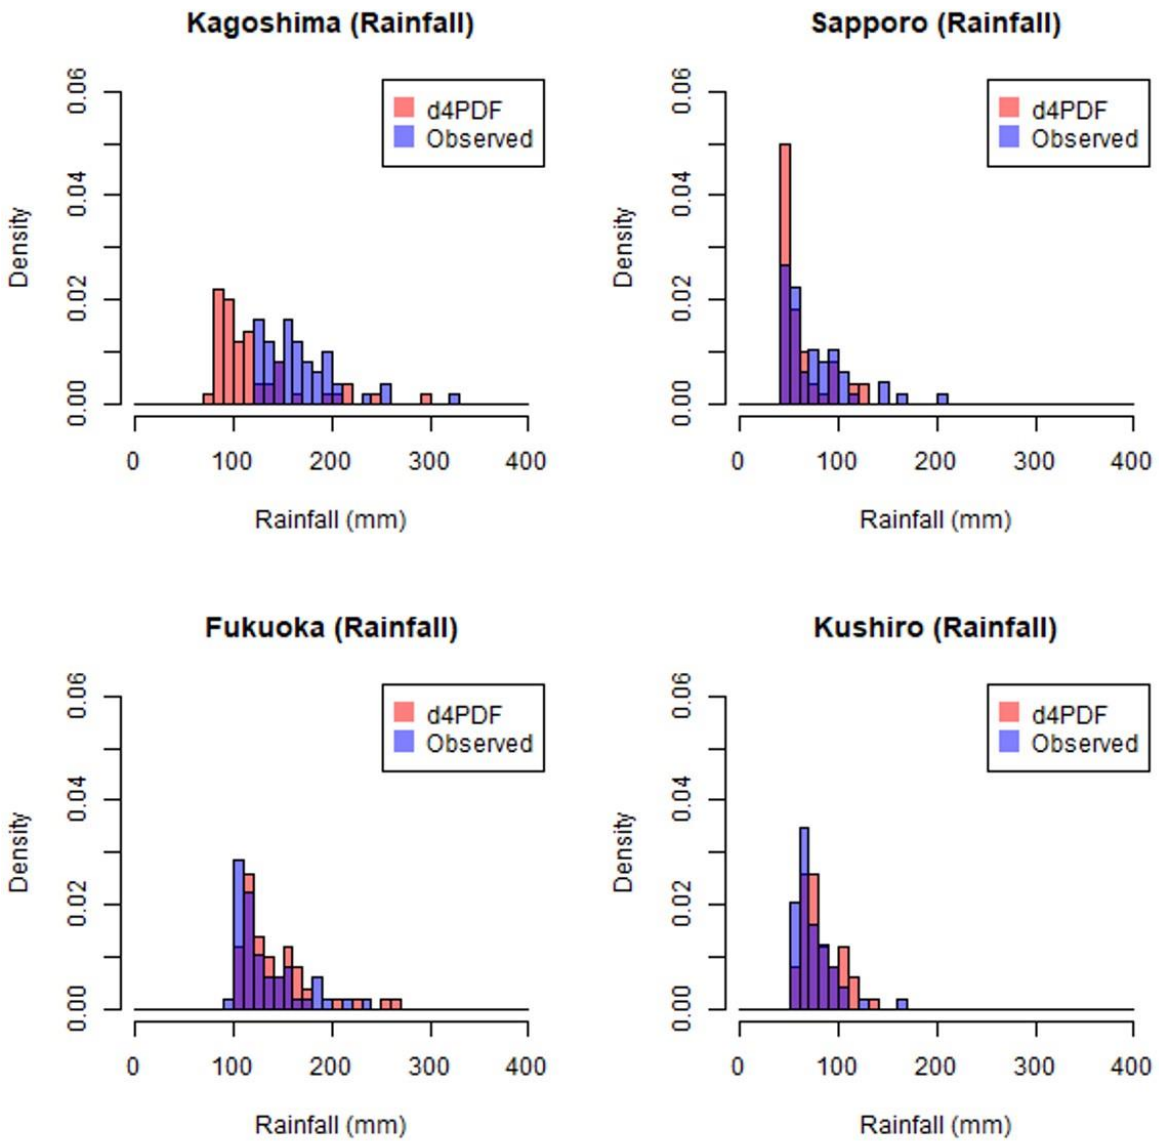 Kagoshima (Rainfall)
0.06
0.04
0.02
0.00
Density
d4PDF
Observed
0 100 200 300 400
Rainfall (mm)
Sapporo (Rainfall)
0.06
0.04
0.02
0.00
Density
d4PDF
Observed
0 100 200 300 400
Rainfall (mm)
Fukuoka (Rainfall)
0.06
0.04
0.02
0.00
Density
d4PDF
Observed
0 100 200 300 400
Rainfall (mm)
Kushiro (Rainfall)
0.06
0.04
0.02
0.00
Density
d4PDF
Observed
0 100 200 300 400
Rainfall (mm)